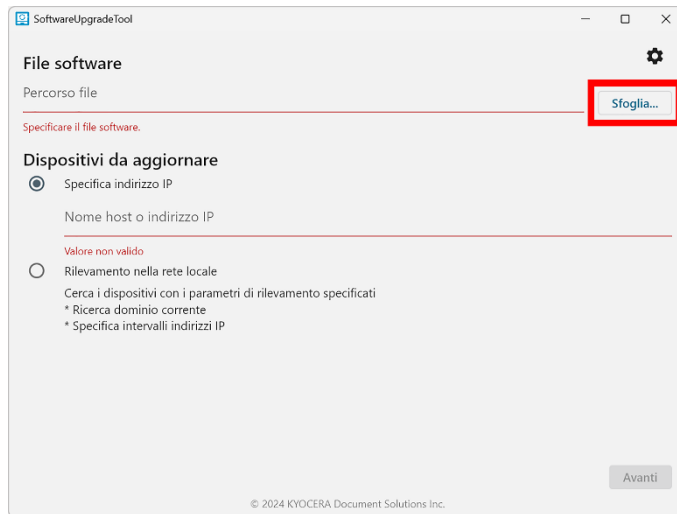 SoftwareUpgradeTool
File software
Percorso file
Sfoglia...
Specificare il file software.
Dispositivi da aggiornare
Specifica indirizzo IP
Nome host o indirizzo IP
Valore non valido
Rilevamento nella rete locale
Cerca i dispositivi con i parametri di rilevamento specificati
* Ricerca dominio corrente
* Specifica intervalli indirizzi IP
Avanti
© 2024 KYOCERA Document Solutions Inc.